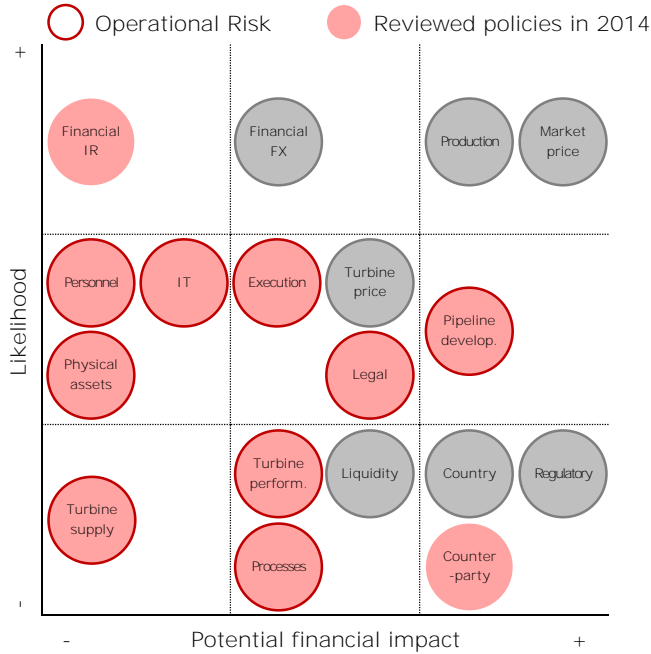 Operational Risk
Reviewed policies in 2014
+
Financial
IR
Financial
FX
Production
Market
price
Likelihood
Personnel
IT
Execution
Turbine
price
Pipeline
develop.
Physical
assets
Legal
Turbine
perform.
Liquidity
Country
Regulatory
Turbine
supply
Processes
Counter
-party
-
-
Potential financial impact
+